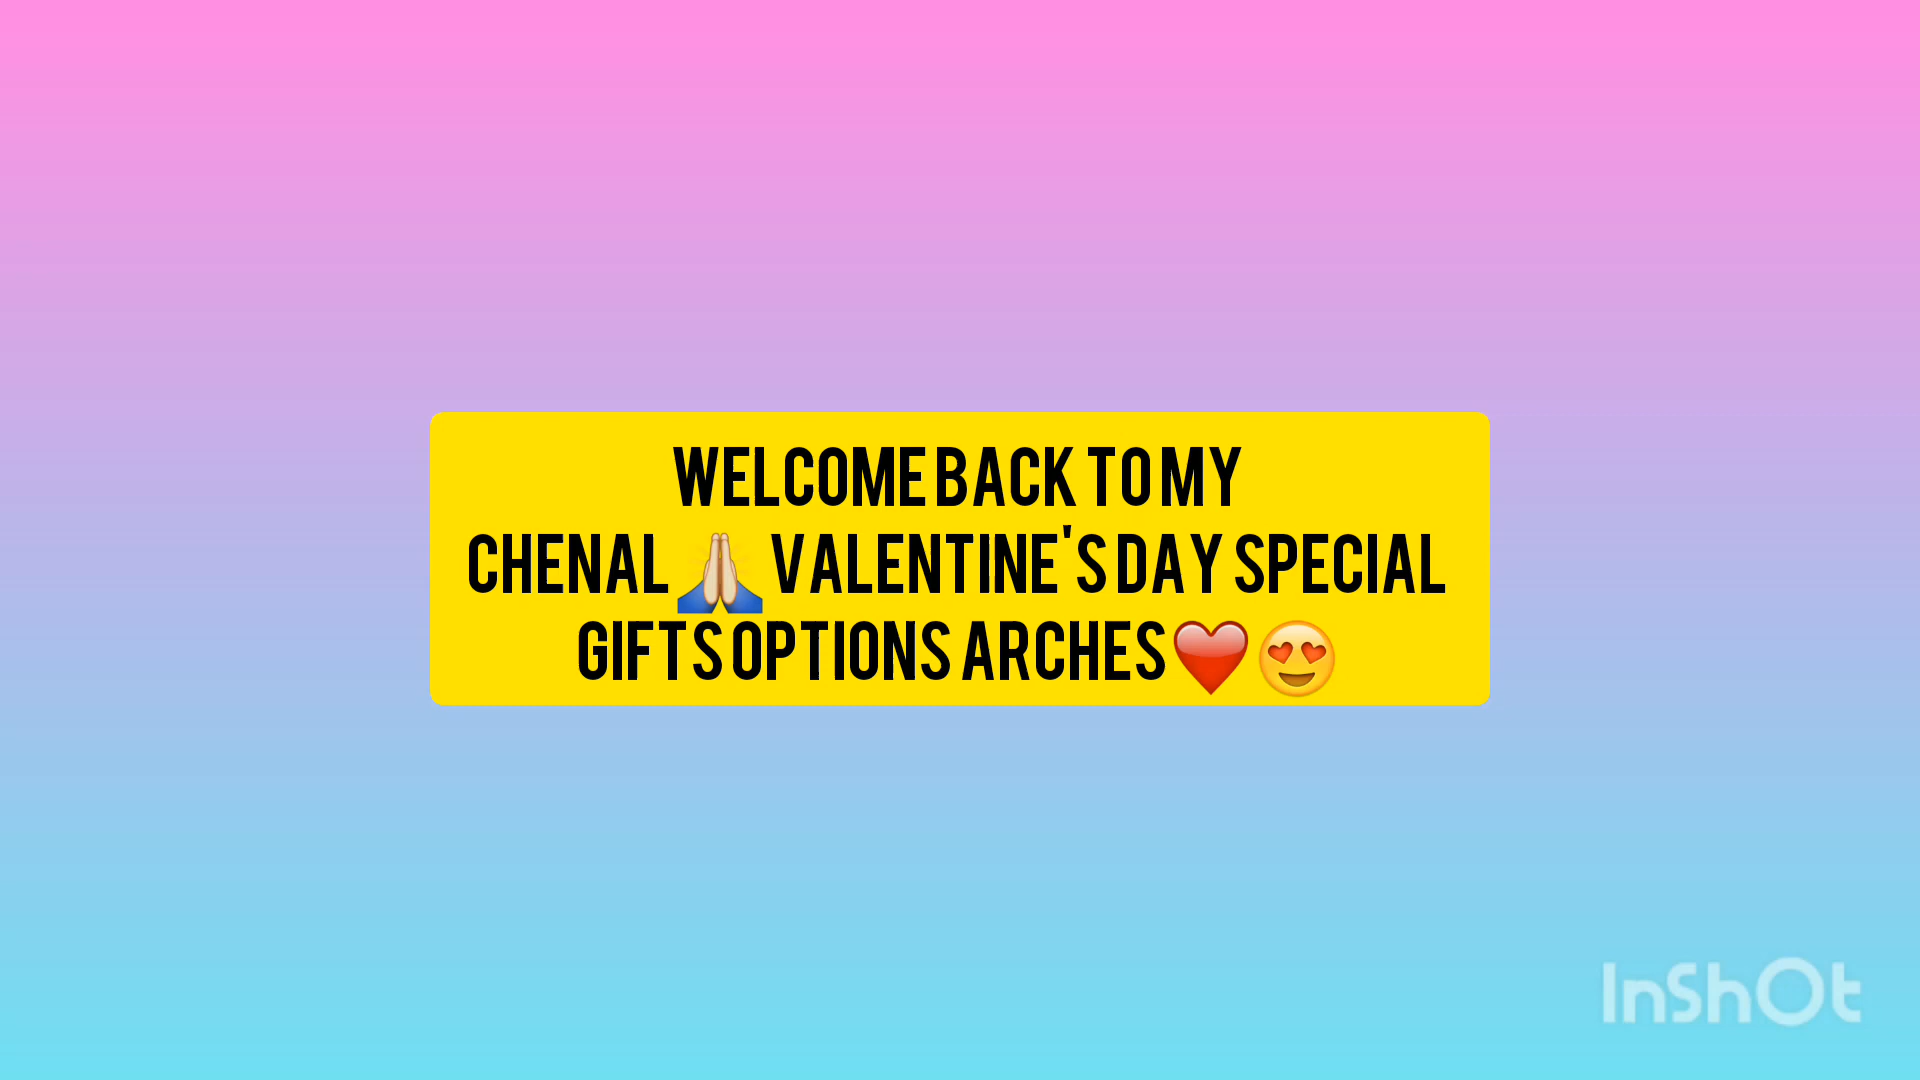 WELCOME BACK TO MY
CHENAL🙏VALENTINE'S DAY SPECIAL
GIFTS OPTIONS ARCHES❤️😍
InShOt